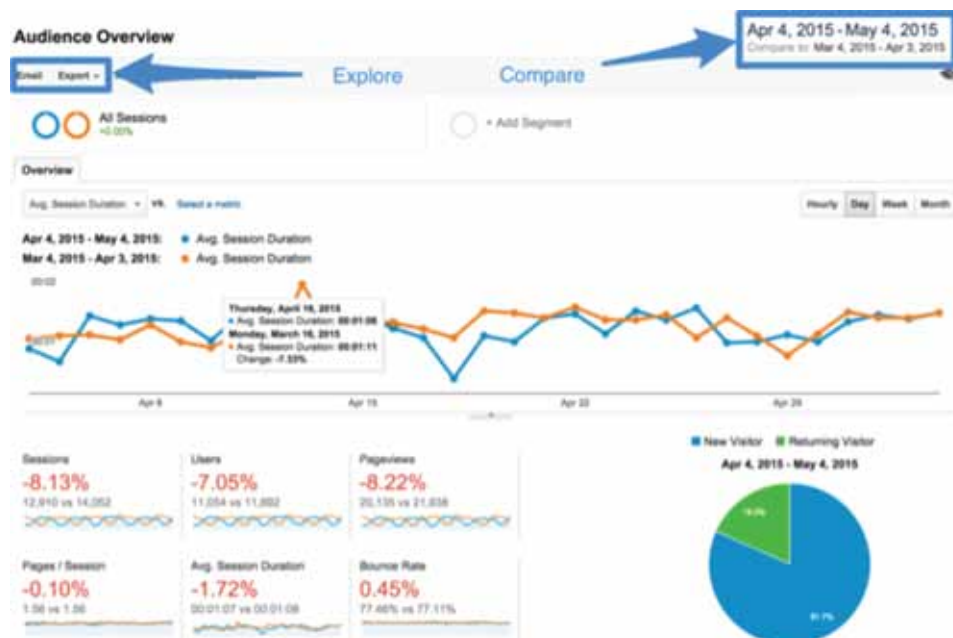 Audience Overview
Apr 4, 2015 - May 4, 2015
Compare to: Mar 4, 2015 - Apr 3, 2015
Email Export
Explore
Compare
All Sessions
+0.00%
+ Add Segment
Overview
Avg. Session Duration vs. Select a metric
Hourly Day Week Month
Apr 4, 2015 - May 4, 2015: Avg. Session Duration
Mar 4, 2015 - Apr 3, 2015: Avg. Session Duration
00:02
Thursday, April 16, 2015
Avg. Session Duration: 00:01:06
Monday, March 16, 2015
Avg. Session Duration: 00:01:11
Change: -7.33%
Apr 8
Apr 15
Apr 22
Apr 29
New Visitor Returning Visitor
Apr 4, 2015 - May 4, 2015
Sessions
-8.13%
12,910 vs 14,052
Users
-7.05%
11,054 vs
Pageviews
-8.22%
20,135 vs 21,938
Pages / Session
-0.10%
1.56 vs 1.56
Avg. Session Duration
-1.72%
00:01:07 vs 00:01:08
Bounce Rate
0.45%
77.46% vs 77.11%